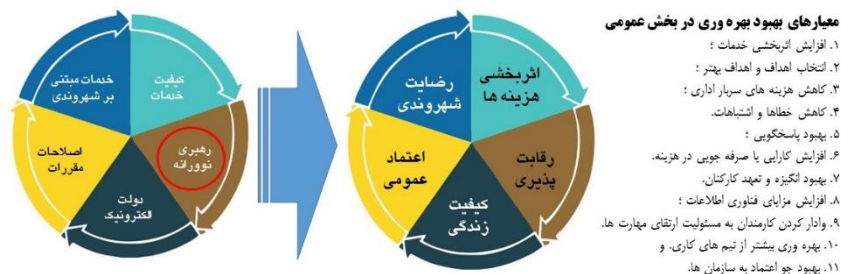 معیارهای بهبود بهره وری در بخش عمومی
۱. افزایش اثربخشی خدمات ؛
۲. انتخاب اهداف و اهداف بهتر ؛
۳. کاهش هزینه های سربار اداری ؛
۴. کاهش خطاها و اشتباهات.
۵. بهبود پاسخگویی ؛
۶. افزایش کارایی یا صرفه جویی در هزینه.
۷. بهبود انگیزه و تعهد کارکنان.
۸. افزایش مزایای فناوری اطلاعات ؛
۹. وادار کردن کارمندان به مسئولیت ارتقای مهارت ها.
۱۰. بهره وری بیشتر از تیم های کاری. و
۱۱. بهبود جو اعتماد به سازمان ها.
اثربخشی
هزینه ها
رقابت
پذیری
کیفیت
زندگی
اعتماد
عمومی
رضایت
شهروندی
کیفیت
خدمات
رهبری
نوورانه
دولت
الکترونیک
اصلاحات
مقررات
خدمات مبتنی
بر شهروندی